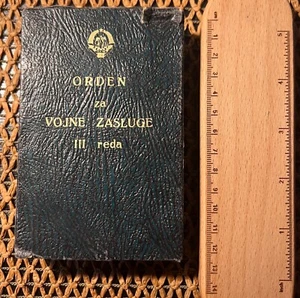 ORDEN
za
VOJNE ZASLUGE
III reda